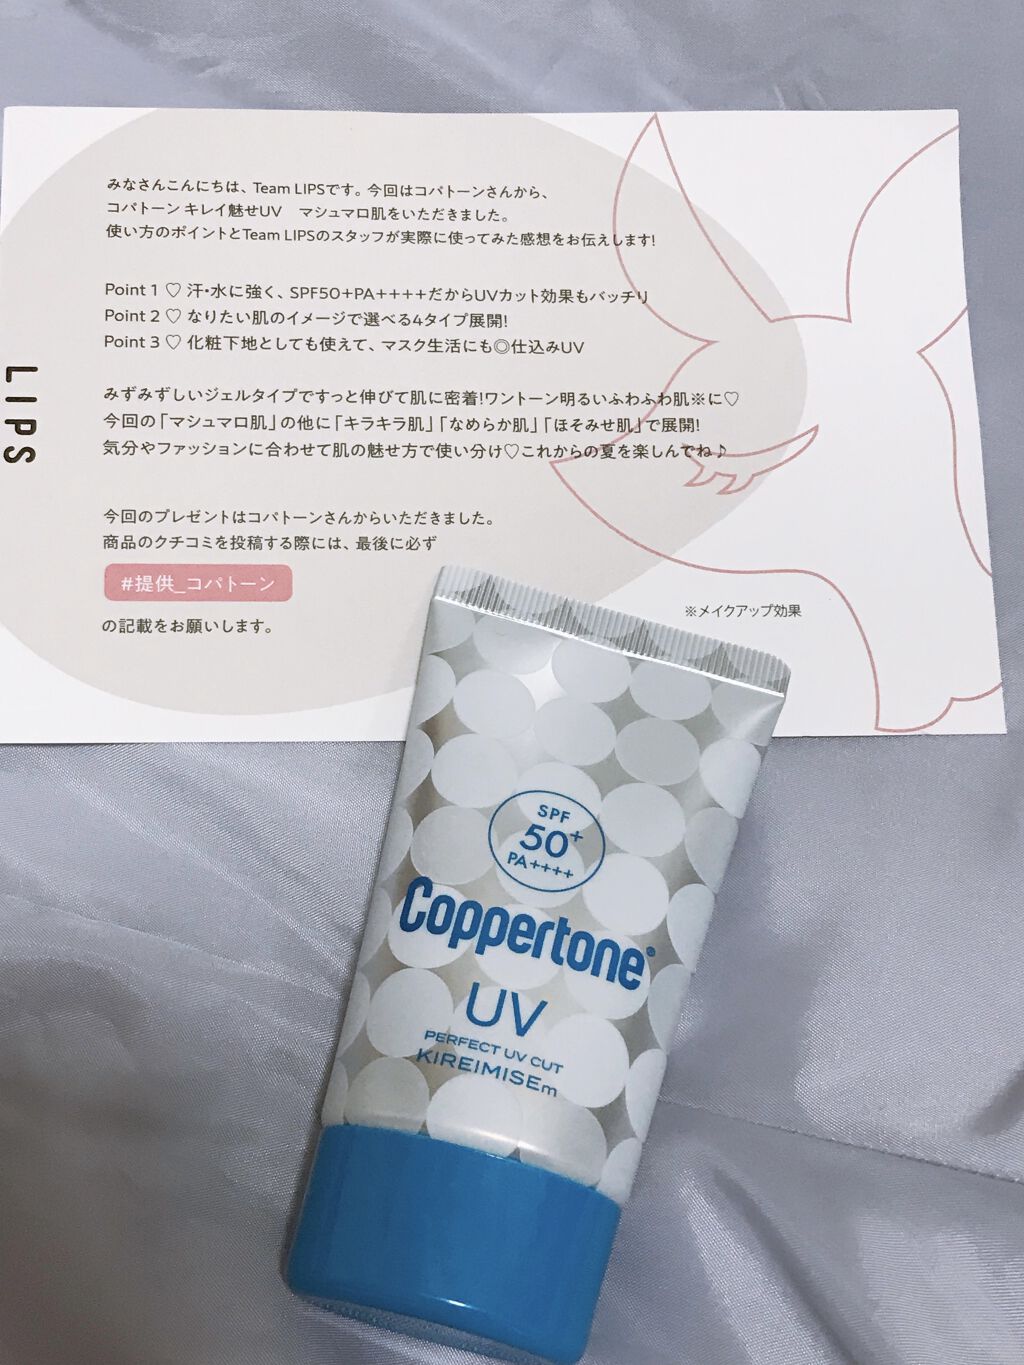 みなさんこんにちは、Team LIPSです。今回はコパトーンさんから、
コパトーン キレイ魅せUV　マシュマロ肌をいただきました。
使い方のポイントとTeam LIPSのスタッフが実際に使ってみた感想をお伝えします!
Point 1 ♡ 汗・水に強く、SPF50+PA++++だからUVカット効果もバッチリ
Point 2 ♡ なりたい肌のイメージで選べる4タイプ展開!
Point 3 ♡ 化粧下地としても使えて、マスク生活にも◎仕込みUV
LIPS
みずみずしいジェルタイプですっと伸びて肌に密着!ワントーン明るいふわふわ肌※に♡
今回の「マシュマロ肌」の他に「キラキラ肌」「なめらか肌」「ほそみせ肌」で展開!
気分やファッションに合わせて肌の魅せ方で使い分け♡これからの夏を楽しんでね♪
今回のプレゼントはコパトーンさんからいただきました。
商品のクチコミを投稿する際には、最後に必ず
#提供_コパトーン
の記載をお願いします。
※メイクアップ効果
SPF
50+
PA++++
Coppertone®
UV
PERFECT UV CUT
KIREIMISEm